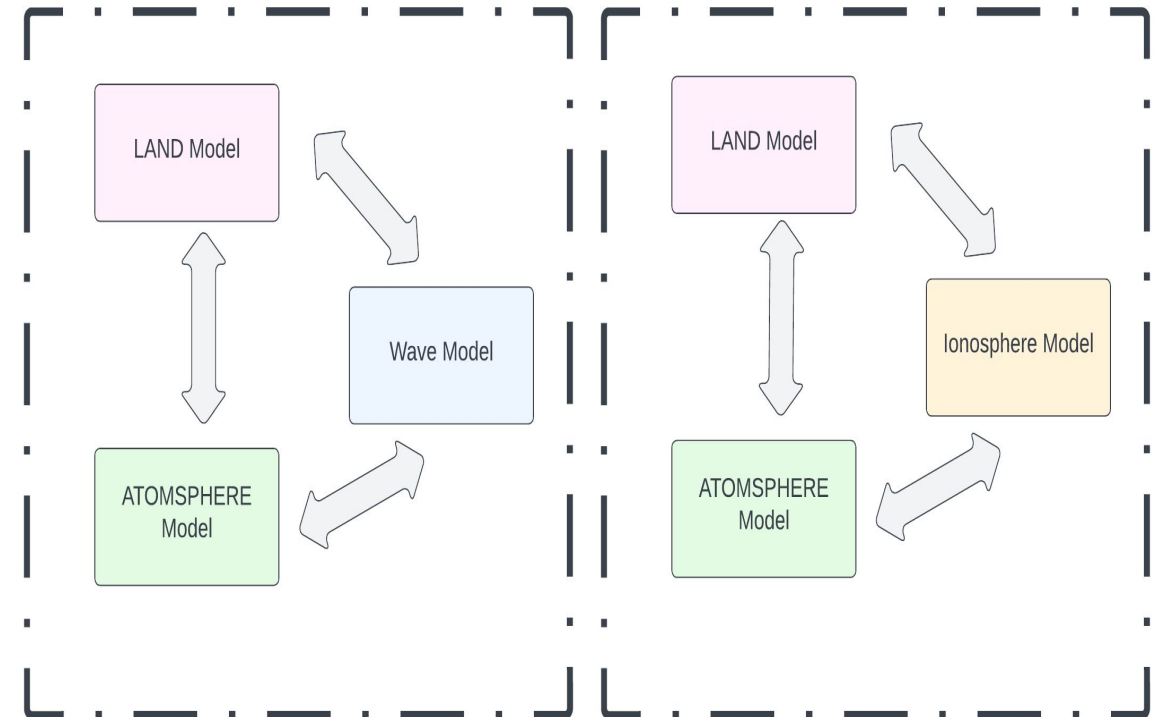 LAND Model
Wave Model
ATOMSPHERE
Model
LAND Model
Ionosphere Model
ATOMSPHERE
Model